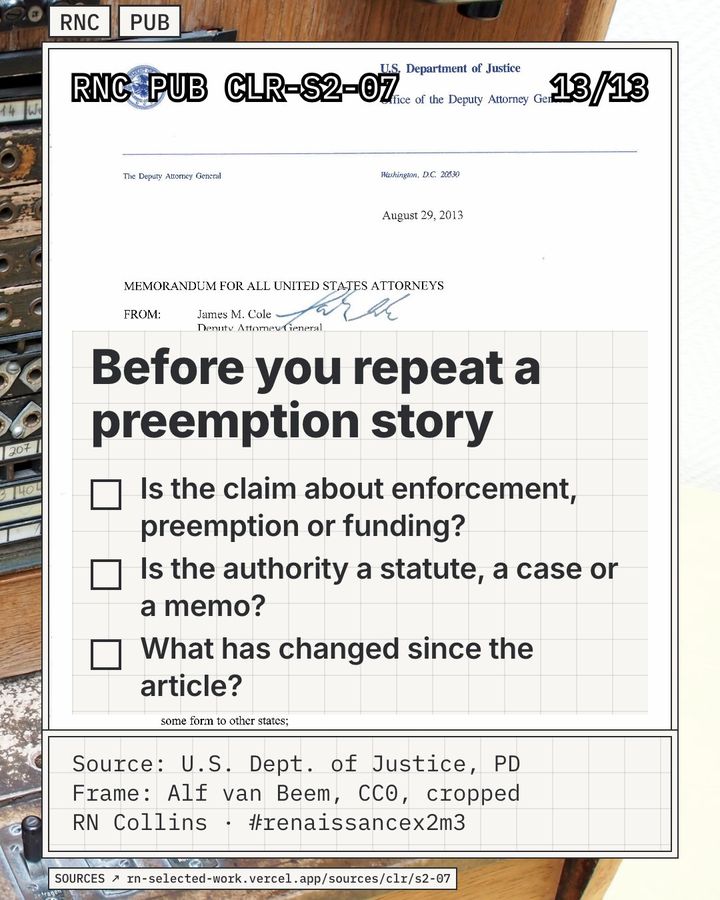 RNC PUB
RNC PUB CLR-S2-07 13/13
U.S. Department of Justice
Office of the Deputy Attorney
The Deputy Attorney General
Washington, D.C. 20530
August 29, 2013
MEMORANDUM FOR ALL UNITED STATES ATTORNEYS
FROM: James M. Cole
Deputy Attorney General
Before you repeat a
preemption story
Is the claim about enforcement,
preemption or funding?
Is the authority a statute, a case or
a memo?
What has changed since the
article?
some form to other states;
Source: U.S. Dept. of Justice, PD
Frame: Alf van Beem, CC0, cropped
RN Collins · #renaissancex2m3
SOURCES ↗ rn-selected-work.vercel.app/sources/clr/s2-07
207